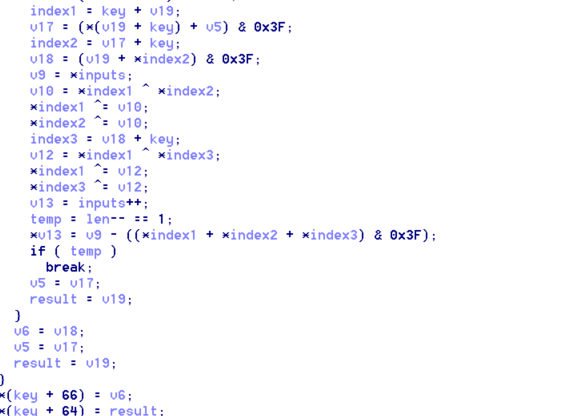 index1 = key + v19;
v17 = (*(v19 + key) + v5) & 0x3F;
index2 = v17 + key;
v18 = (v19 + *index2) & 0x3F;
v9 = *inputs;
v10 = *index1 ^ *index2;
*index1 ^= v10;
*index2 ^= v10;
index3 = v18 + key;
v12 = *index1 ^ *index3;
*index1 ^= v12;
*index3 ^= v12;
v13 = inputs++;
temp = len-- == 1;
*v13 = v9 - ((*index1 + *index2 + *index3) & 0x3F);
if ( temp )
break;
v5 = v17;
result = v19;
}
v6 = v18;
v5 = v17;
result = v19;
}
*(key + 66) = v6;
*(key + 64) = result;